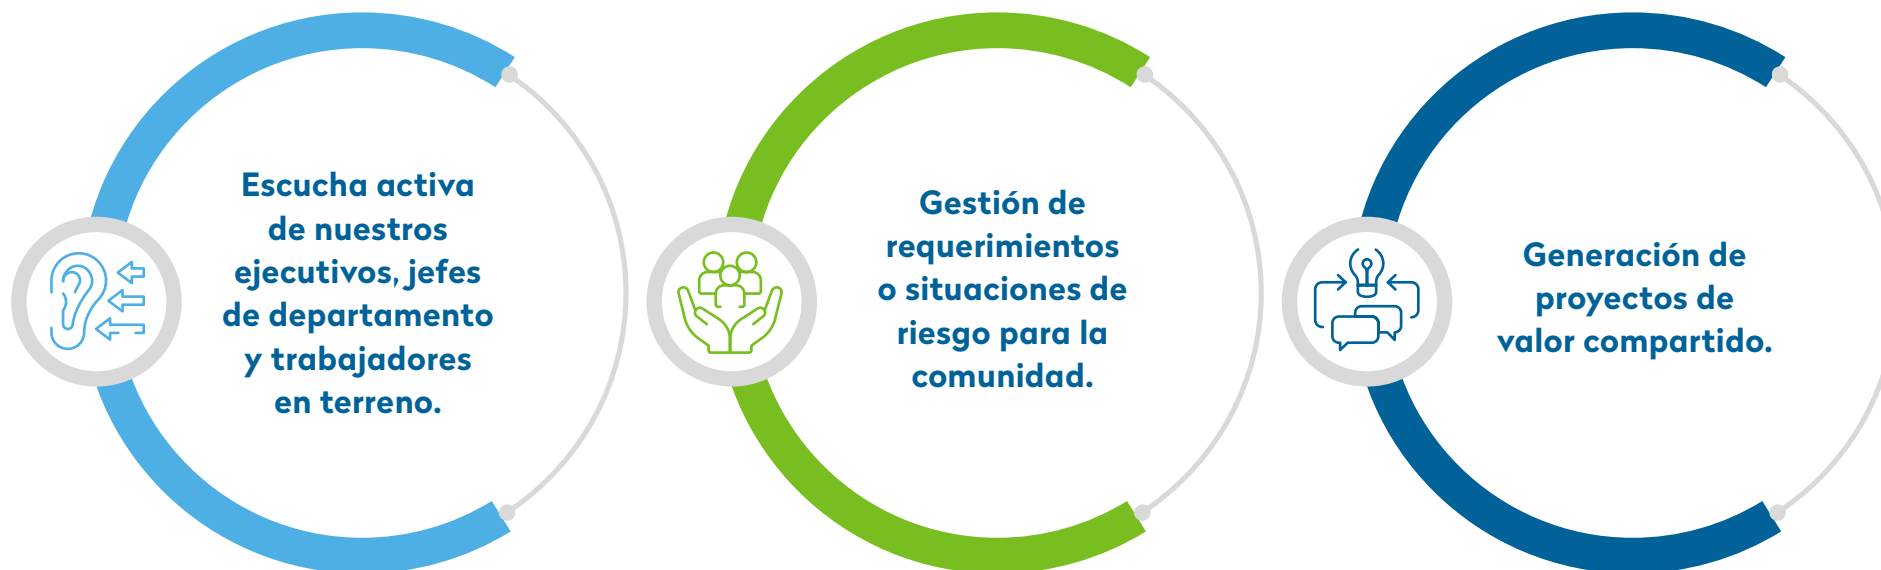 Escucha activa
de nuestros
ejecutivos, jefes
de departamento
y trabajadores
en terreno.
Gestión de
requerimientos
o situaciones de
riesgo para la
comunidad.
Generación de
proyectos de
valor compartido.